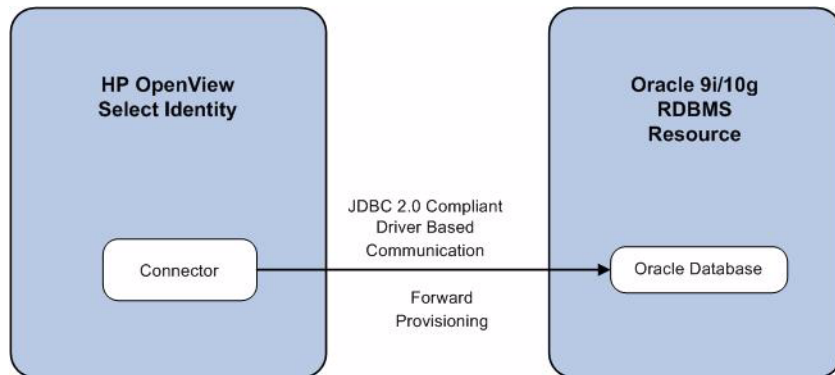 HP OpenView
Select Identity
Oracle 9i/10g
RDBMS
Resource
JDBC 2.0 Compliant
Driver Based
Communication
Connector
Oracle Database
Forward
Provisioning